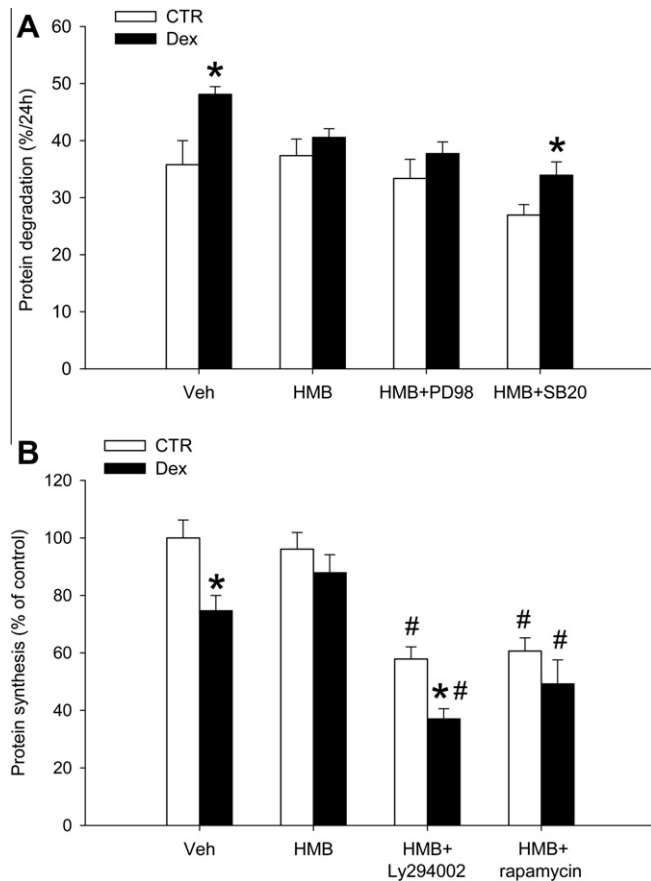 A
CTR
Dex
Protein degradation (%/24h)
60
50
40
30
20
10
0
*
*
Veh HMB HMB+PD98 HMB+SB20
B
CTR
Dex
Protein synthesis (% of control)
120
100
80
60
40
20
0
*
#
*#
#
#
Veh HMB HMB+ HMB+
Ly294002 rapamycin